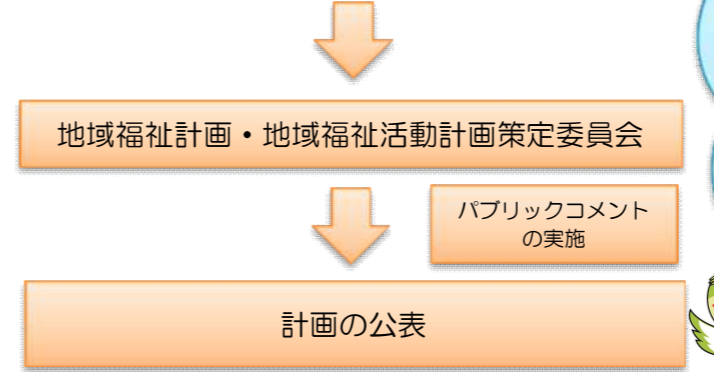 地域福祉計画・地域福祉活動計画策定委員会
パブリックコメント
の実施
計画の公表